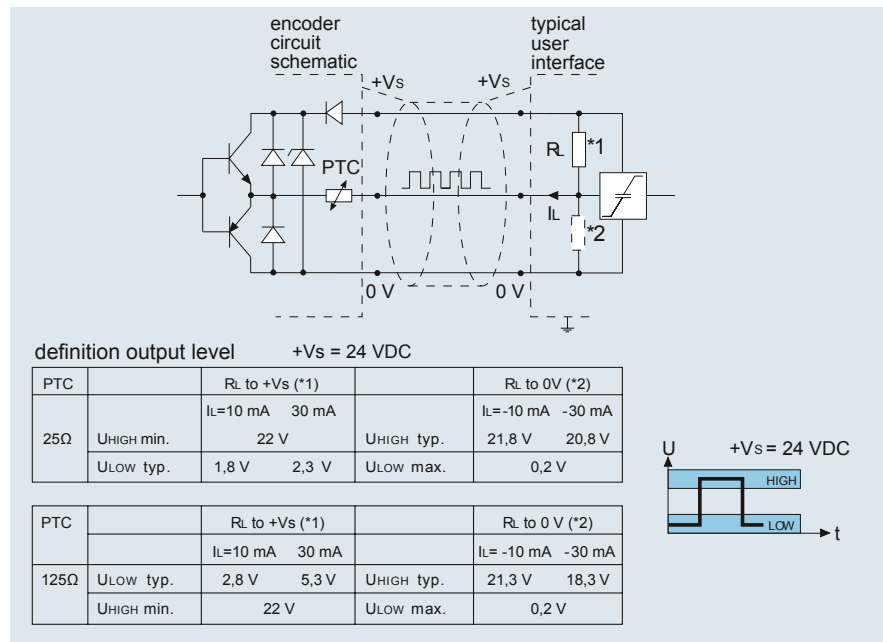 encoder
circuit
schematic
typical
user
interface
+Vs
+Vs
PTC
RL
*1
IL
*2
0 V
0 V
definition output level +Vs = 24 VDC
PTC RL to +Vs (*1) RL to 0V (*2)
IL=10 mA 30 mA IL=-10 mA -30 mA
25Ω UHIGH min. 22 V UHIGH typ. 21,8 V 20,8 V
ULOW typ. 1,8 V 2,3 V ULOW max. 0,2 V
U +Vs = 24 VDC
HIGH
LOW
t
PTC RL to +Vs (*1) RL to 0 V (*2)
IL=10 mA 30 mA IL= -10 mA -30 mA
125Ω ULOW typ. 2,8 V 5,3 V UHIGH typ. 21,3 V 18,3 V
UHIGH min. 22 V ULOW max. 0,2 V